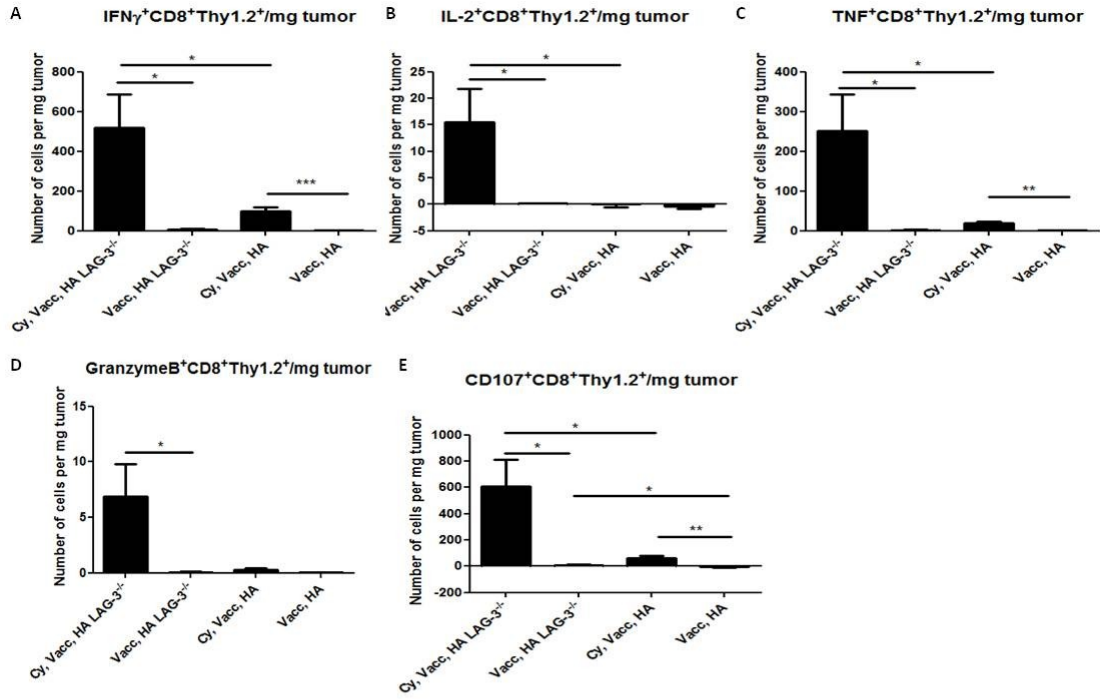 A
IFNγ⁺CD8⁺Thy1.2⁺/mg tumor
Number of cells per mg tumor
800
600
400
200
0
*
*
***
Cy, Vacc, HA LAG-3⁻/⁻
Vacc, HA LAG-3⁻/⁻
Cy, Vacc, HA
Vacc, HA
B
IL-2⁺CD8⁺Thy1.2⁺/mg tumor
Number of cells per mg tumor
25
20
15
10
5
0
-5
*
*
Vacc, HA LAG-3⁻/⁻
Vacc, HA LAG-3⁻/⁻
Cy, Vacc, HA
Vacc, HA
C
TNF⁺CD8⁺Thy1.2⁺/mg tumor
Number of cells per mg tumor
400
300
200
100
0
*
*
**
Cy, Vacc, HA LAG-3⁻/⁻
Vacc, HA LAG-3⁻/⁻
Cy, Vacc, HA
Vacc, HA
D
GranzymeB⁺CD8⁺Thy1.2⁺/mg tumor
Number of cells per mg tumor
15
10
5
0
*
Cy, Vacc, HA LAG-3⁻/⁻
Vacc, HA LAG-3⁻/⁻
Cy, Vacc, HA
Vacc, HA
E
CD107⁺CD8⁺Thy1.2⁺/mg tumor
Number of cells per mg tumor
1000
800
600
400
200
0
-200
*
*
*
**
Cy, Vacc, HA LAG-3⁻/⁻
Vacc, HA LAG-3⁻/⁻
Cy, Vacc, HA
Vacc, HA